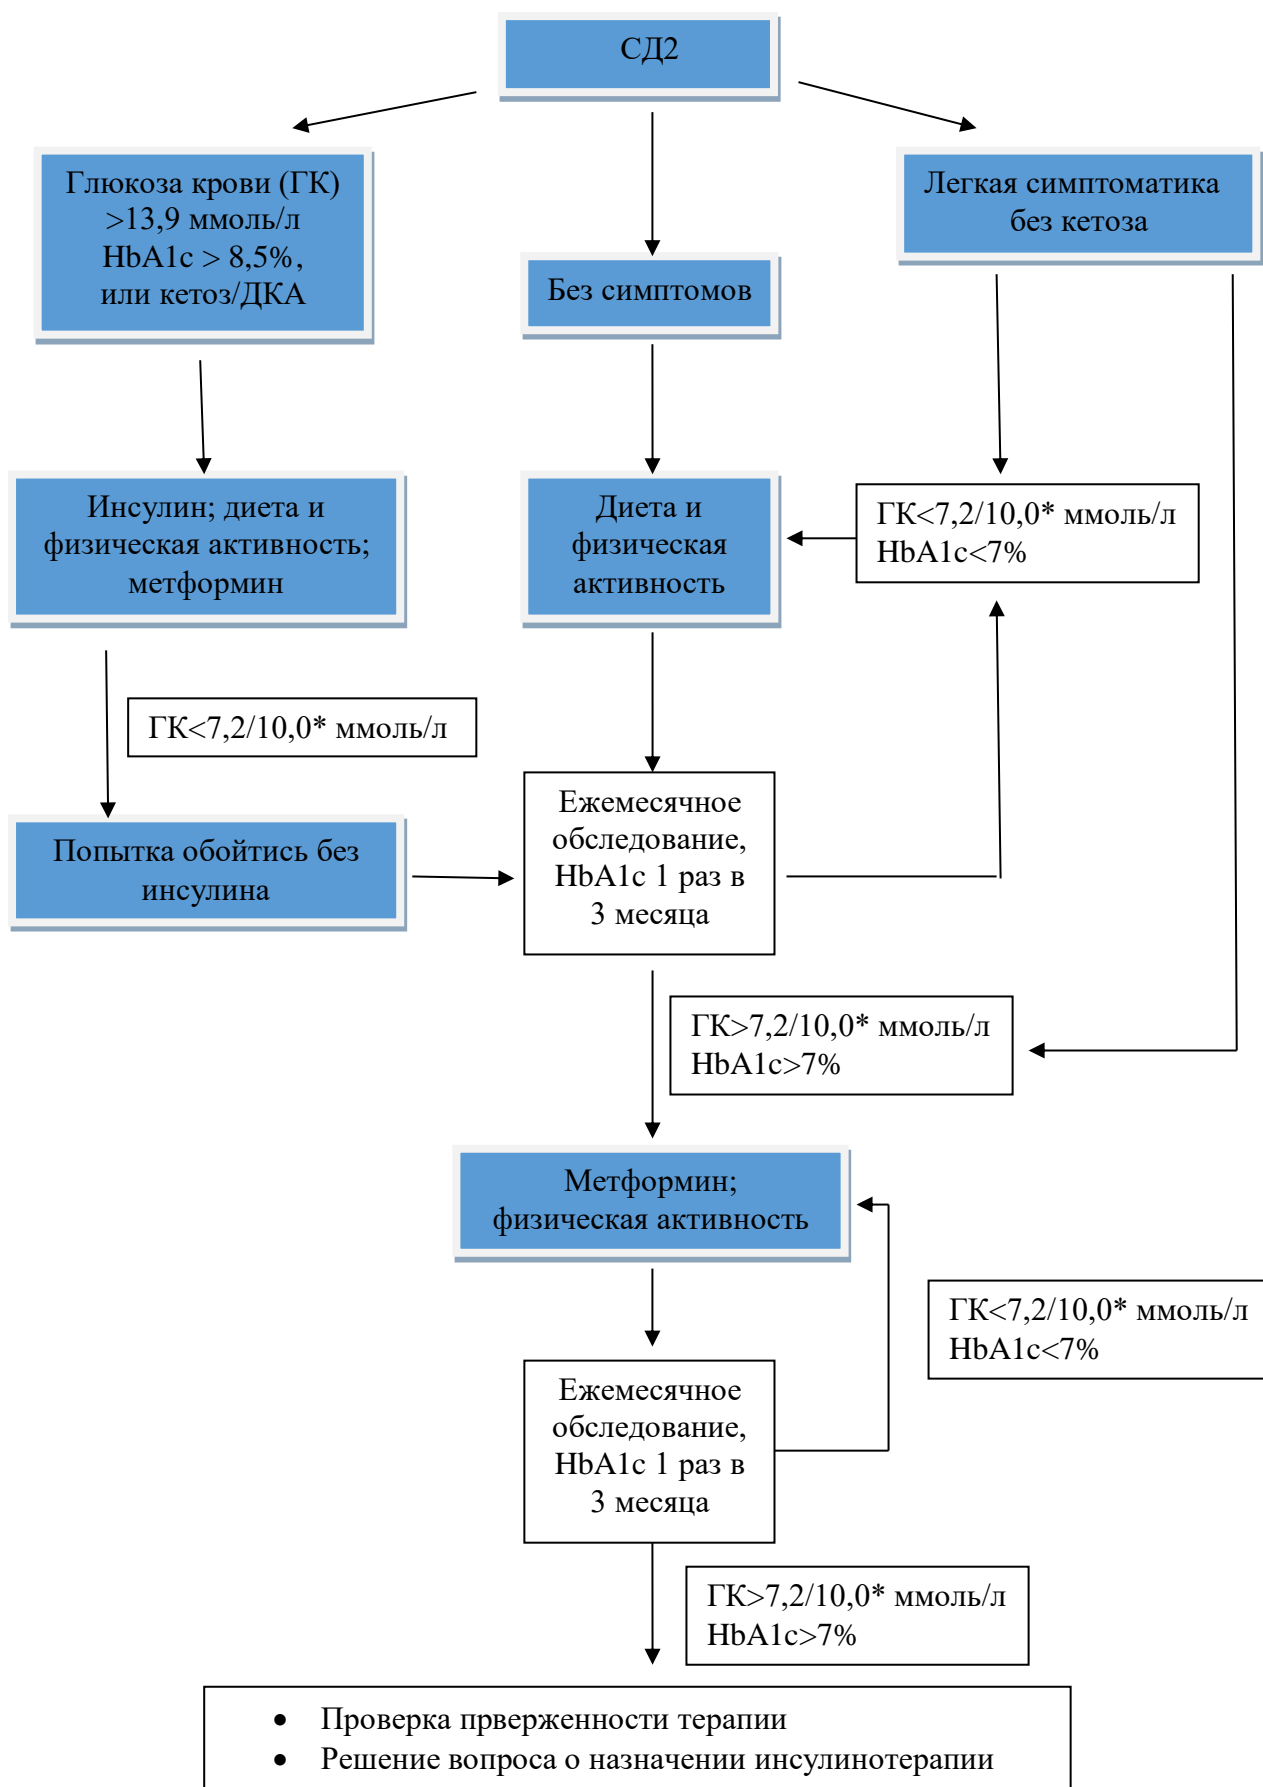 СД2
Глюкоза крови (ГК)
>13,9 ммоль/л
HbA1c > 8,5%,
или кетоз/ДКА
Без симптомов
Легкая симптоматика
без кетоза
Инсулин; диета и
физическая активность;
метформин
Диета и
физическая
активность
ГК<7,2/10,0* ммоль/л
HbA1c<7%
ГК<7,2/10,0* ммоль/л
Попытка обойтись без
инсулина
Ежемесячное
обследование,
HbA1c 1 раз в
3 месяца
ГК>7,2/10,0* ммоль/л
HbA1c>7%
Метформин;
физическая активность
ГК<7,2/10,0* ммоль/л
HbA1c<7%
Ежемесячное
обследование,
HbA1c 1 раз в
3 месяца
ГК>7,2/10,0* ммоль/л
HbA1c>7%
• Проверка прверженности терапии
• Решение вопроса о назначении инсулинотерапии